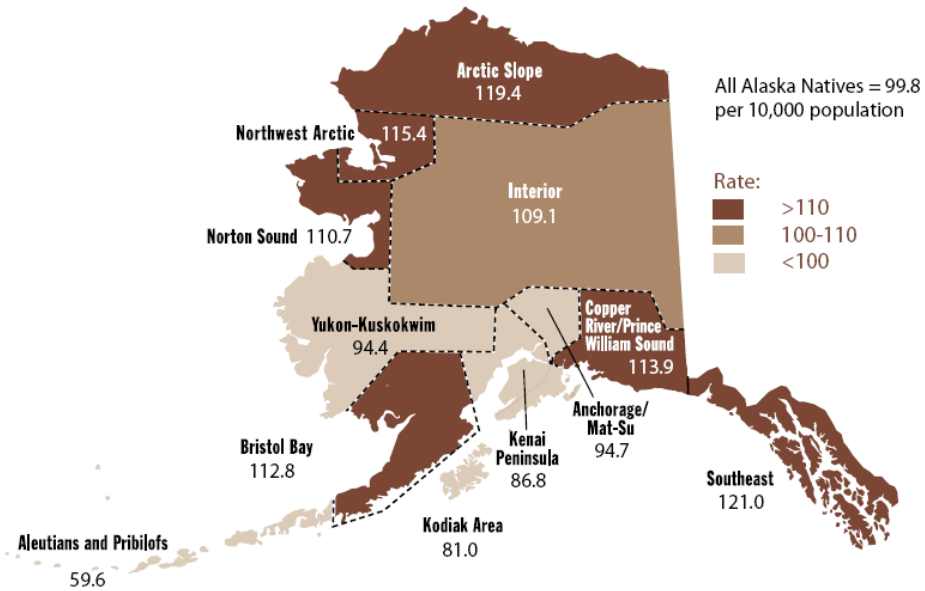 Arctic Slope
119.4
All Alaska Natives = 99.8
per 10,000 population
Northwest Arctic 115.4
Rate:
>110
100-110
<100
Interior
109.1
Norton Sound 110.7
Copper
River/Prince
William Sound
113.9
Yukon-Kuskokwim
94.4
Anchorage/
Mat-Su
94.7
Kenai
Peninsula
86.8
Bristol Bay
112.8
Southeast
121.0
Kodiak Area
81.0
Aleutians and Pribilofs
59.6